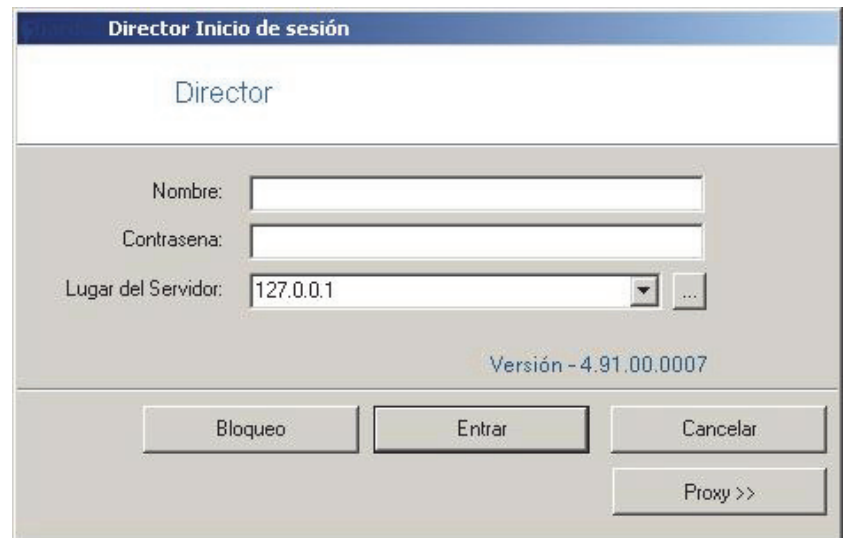 Director Inicio de sesión
Director
Nombre:
Contrasena:
Lugar del Servidor: 127.0.0.1 ...
Versión - 4.91.00.0007
Bloqueo Entrar Cancelar
Proxy >>